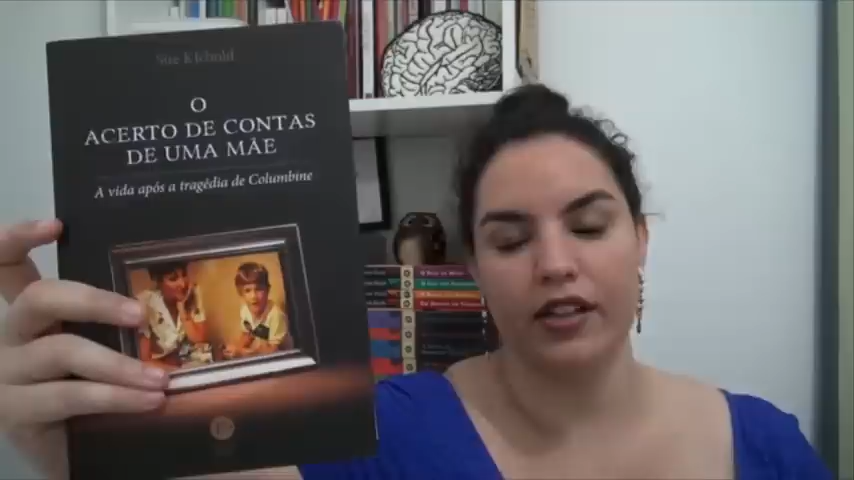 Sue Klebold
O
ACERTO DE CONTAS
DE UMA MÃE
A vida após a tragédia de Columbine